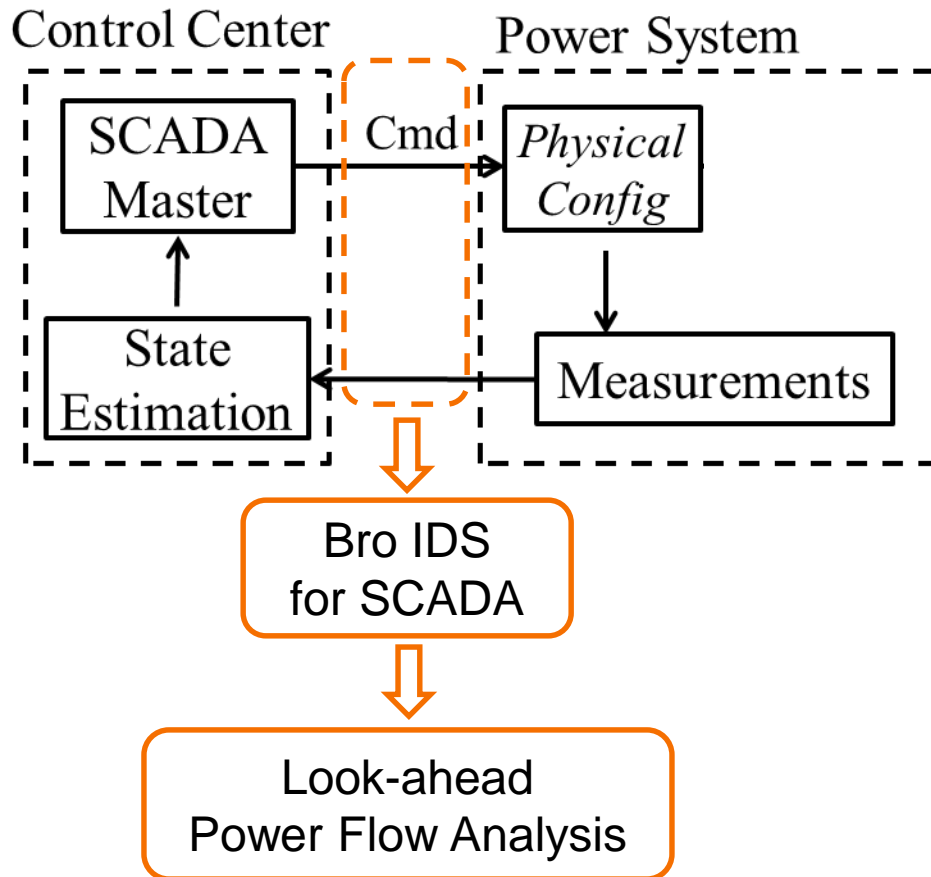 Control Center
Power System
SCADA
Master
Cmd
Physical
Config
State
Estimation
Measurements
Bro IDS
for SCADA
Look-ahead
Power Flow Analysis